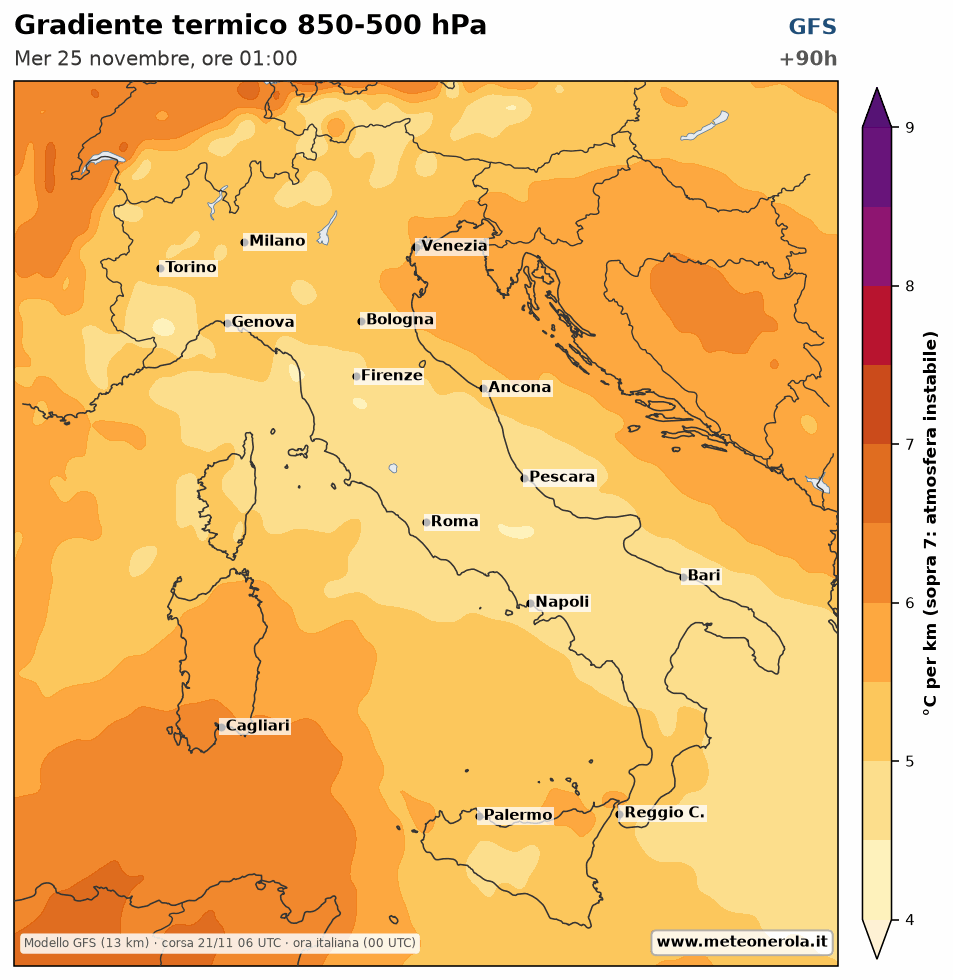 Gradiente termico 850-500 hPa
GFS
Mer 25 novembre, ore 01:00
+90h
Milano
Venezia
Torino
Genova
Bologna
Firenze
Ancona
Pescara
Roma
Bari
Napoli
Cagliari
Palermo
Reggio C.
9
8
7
6
5
4
°C per km (sopra 7: atmosfera instabile)
Modello GFS (13 km) · corsa 21/11 06 UTC · ora italiana (00 UTC)
www.meteonerola.it